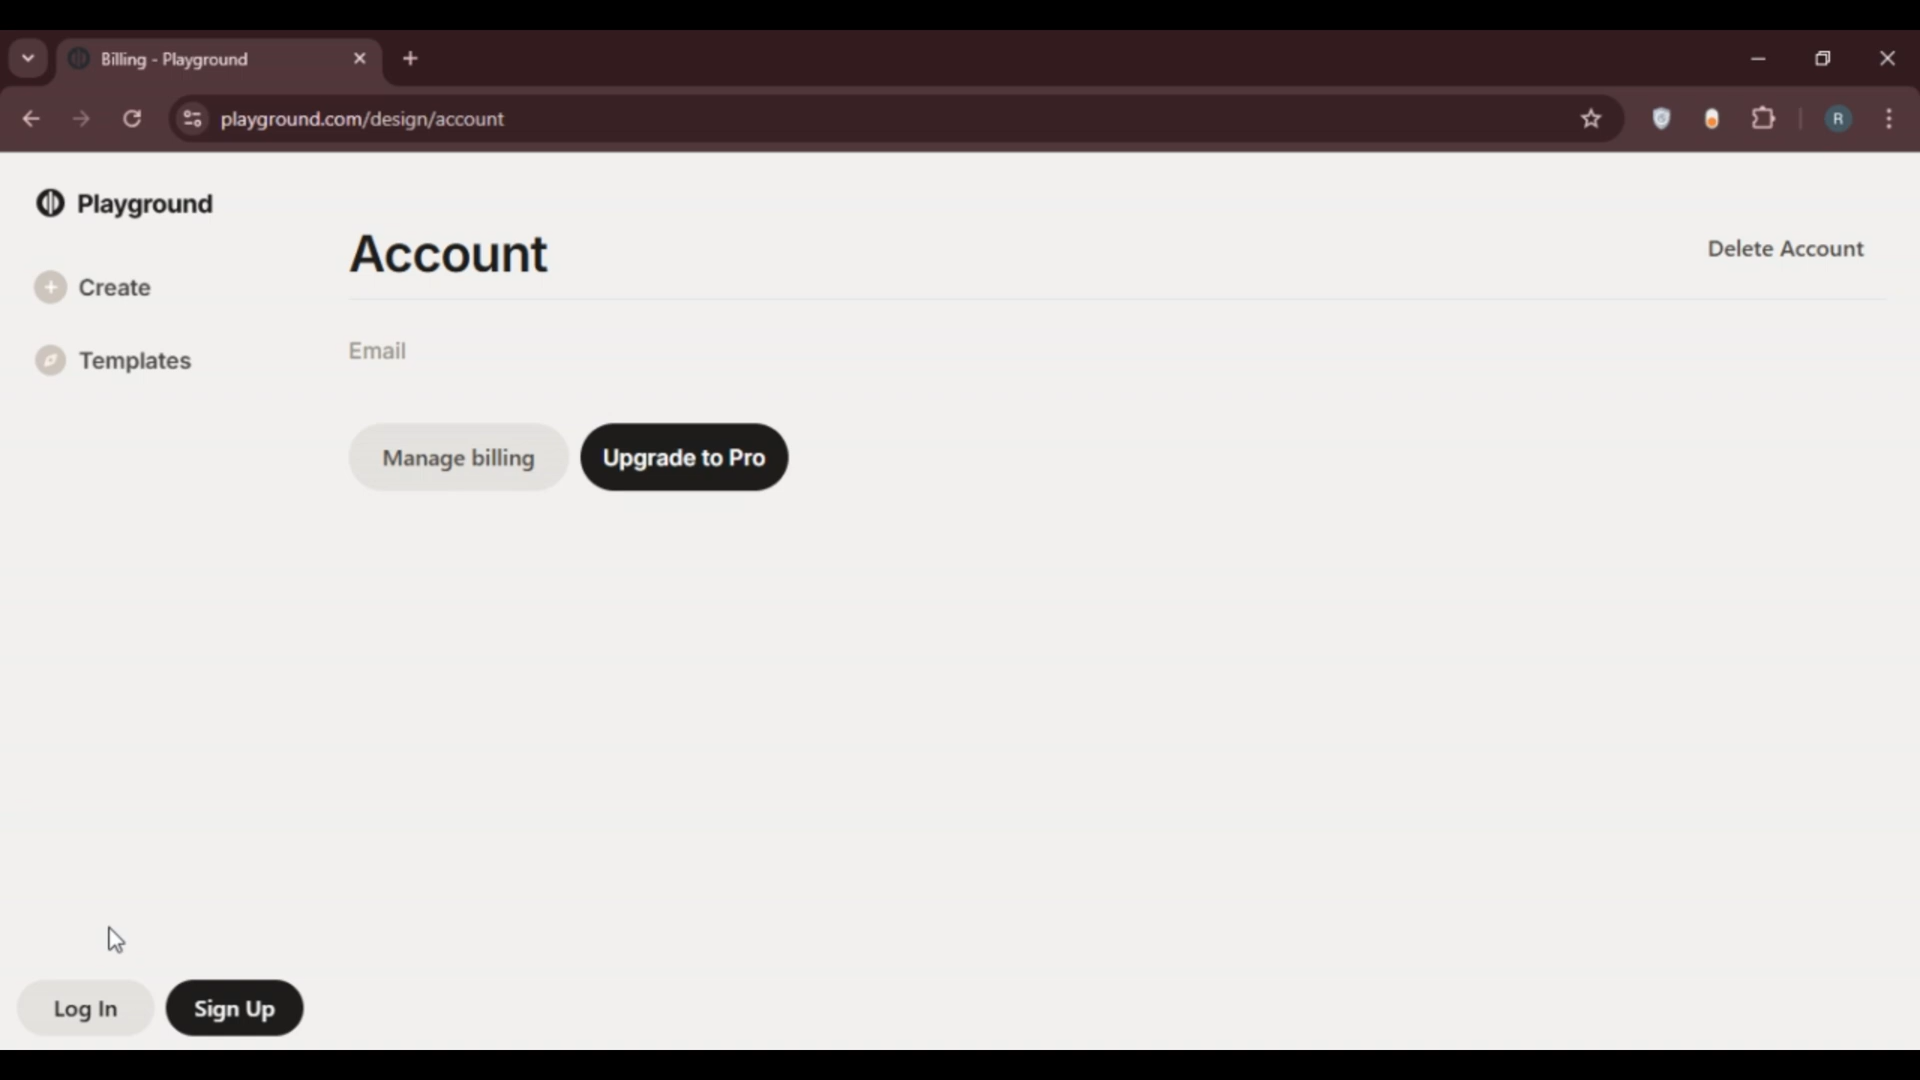 Billing - Playground
playground.com/design/account
R
Playground
Create
Templates
Account
Delete Account
Email
Manage billing
Upgrade to Pro
Log In
Sign Up